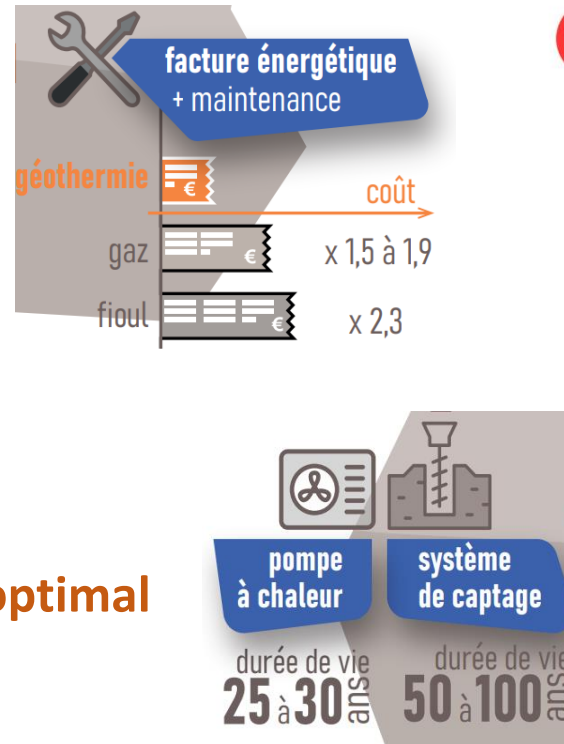 facture énergétique
+ maintenance
géothermie €
coût
gaz €
x 1,5 à 1,9
fioul €
x 2,3
optimal
pompe
à chaleur
système
de captage
durée de vie
25 à 30 ans
durée de vie
50 à 100 ans